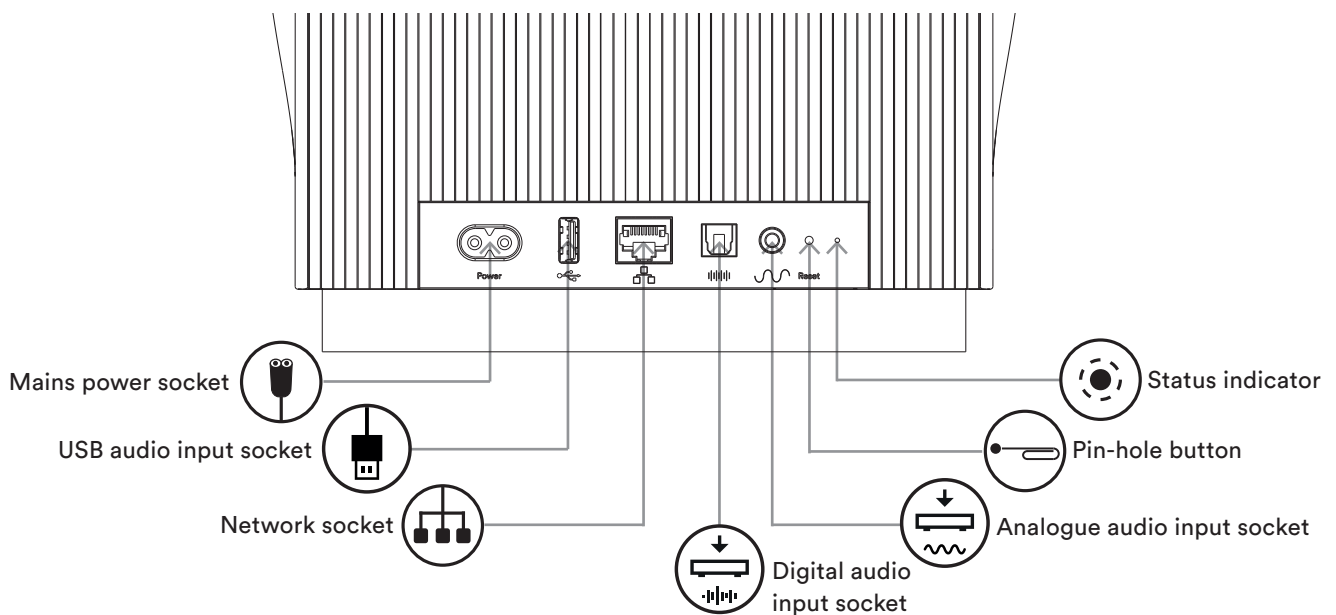 Power
Reset
Mains power socket
Status indicator
USB audio input socket
Pin-hole button
Network socket
Analogue audio input socket
Digital audio
input socket